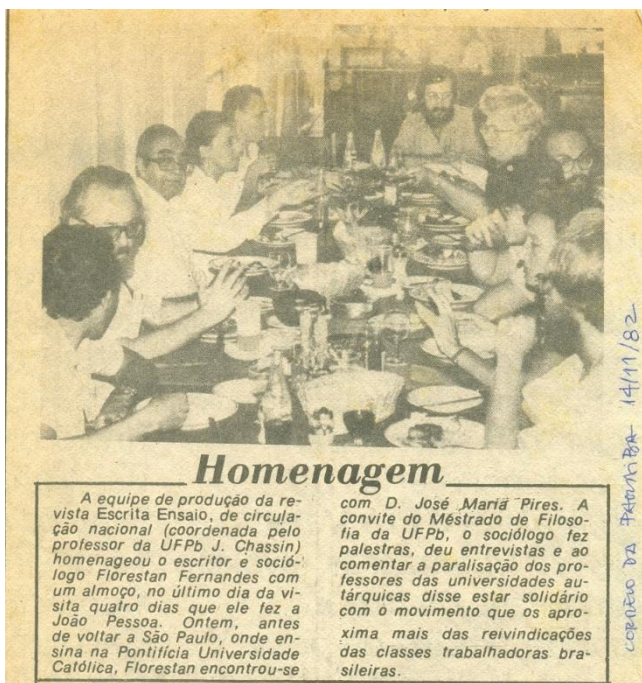 Homenagem
A equipe de produção da re-
vista Escrita Ensaio, de circula-
ção nacional (coordenada pelo
professor da UFPb J. Chassin)
homenageou o escritor e soció-
logo Florestan Fernandes com
um almoço, no último dia da vi-
sita quatro dias que ele fez a
João Pessoa. Ontem, antes
de voltar a São Paulo, onde en-
sina na Pontifícia Universidade
Católica, Florestan encontrou-se
com D. José Maria Pires. A
convite do Mestrado de Filoso-
fia da UFPb, o sociólogo fez
palestras, deu entrevistas e ao
comentar a paralisação dos pro-
fessores das universidades au-
tárquicas disse estar solidário
com o movimento que os apro-
xima mais das reivindicações
das classes trabalhadoras bra-
sileiras.
CORREIO DA PARAÍBA 14/11/82